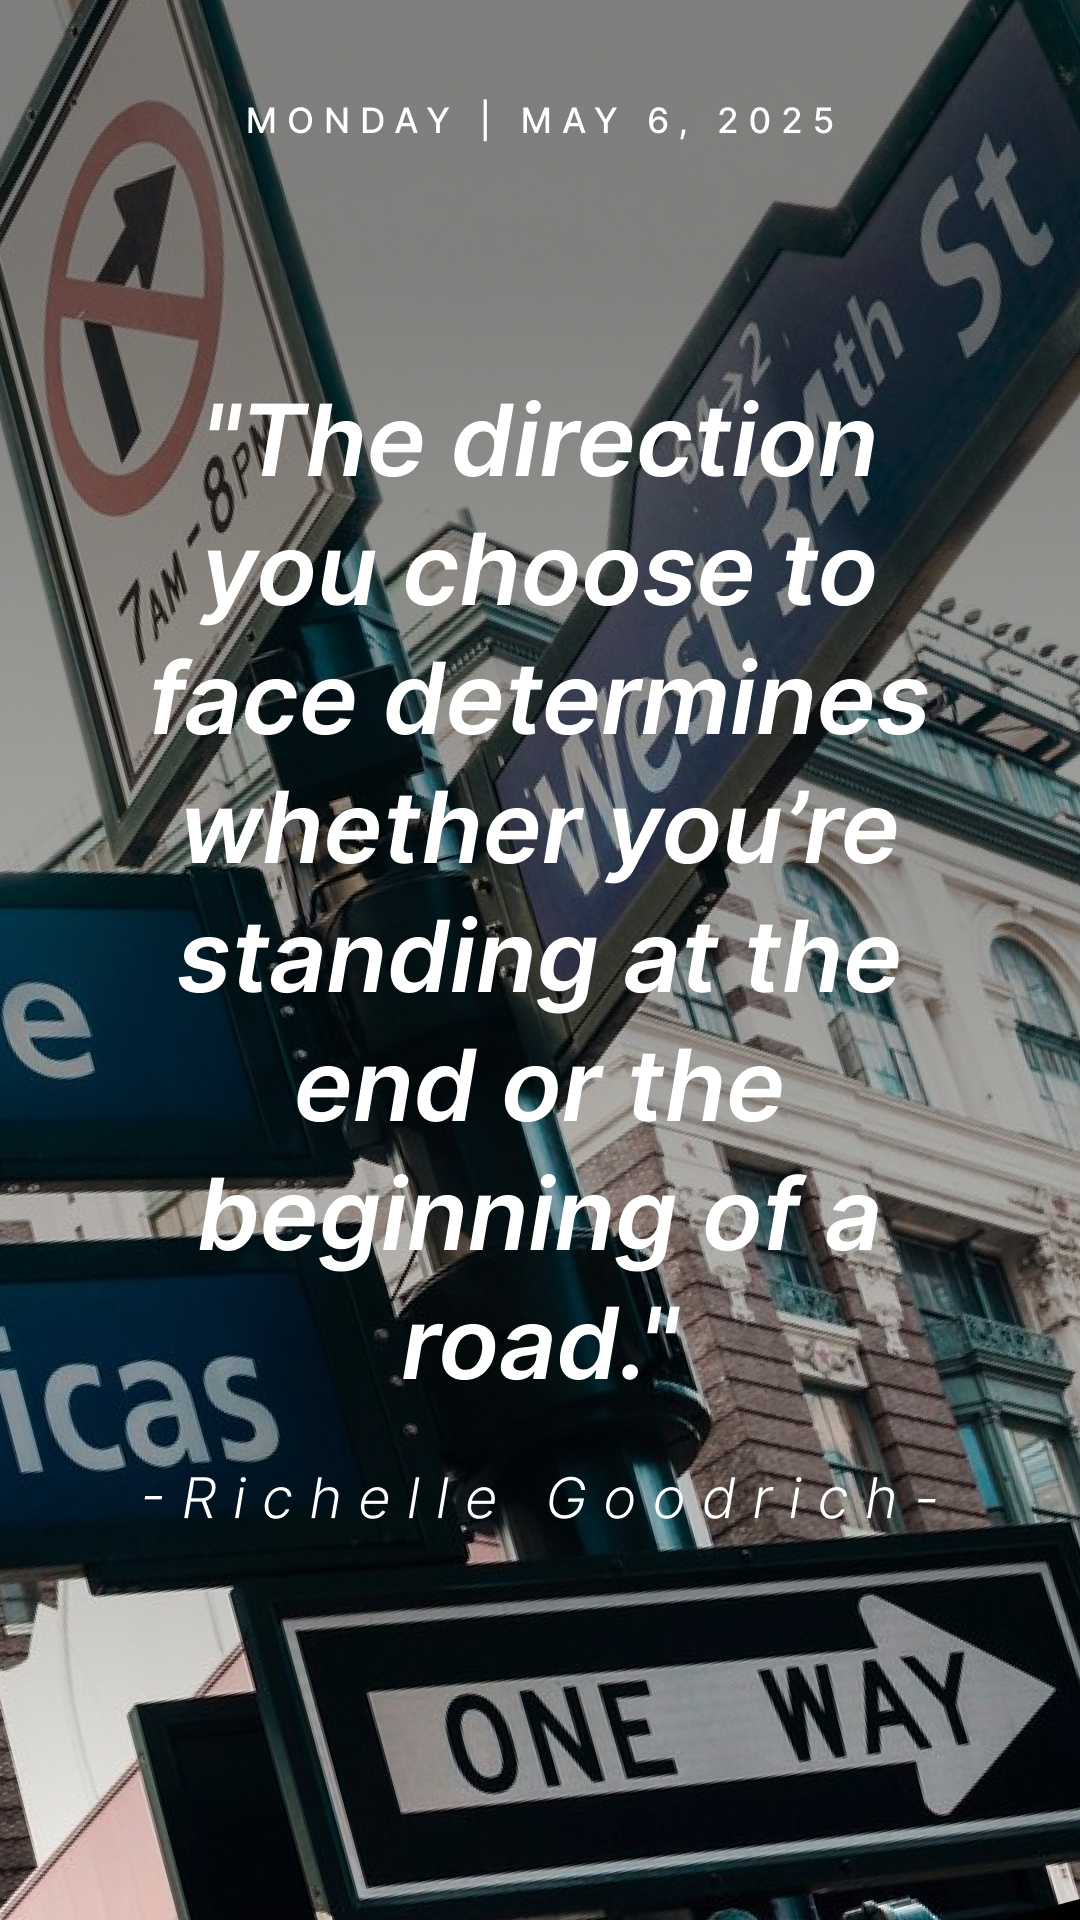 MONDAY | MAY 6, 2025
7AM - 8PM
West 34th St
"The direction
you choose to
face determines
whether you’re
standing at the
end or the
beginning of a
road."
e
icas
-Richelle Goodrich-
ONE WAY